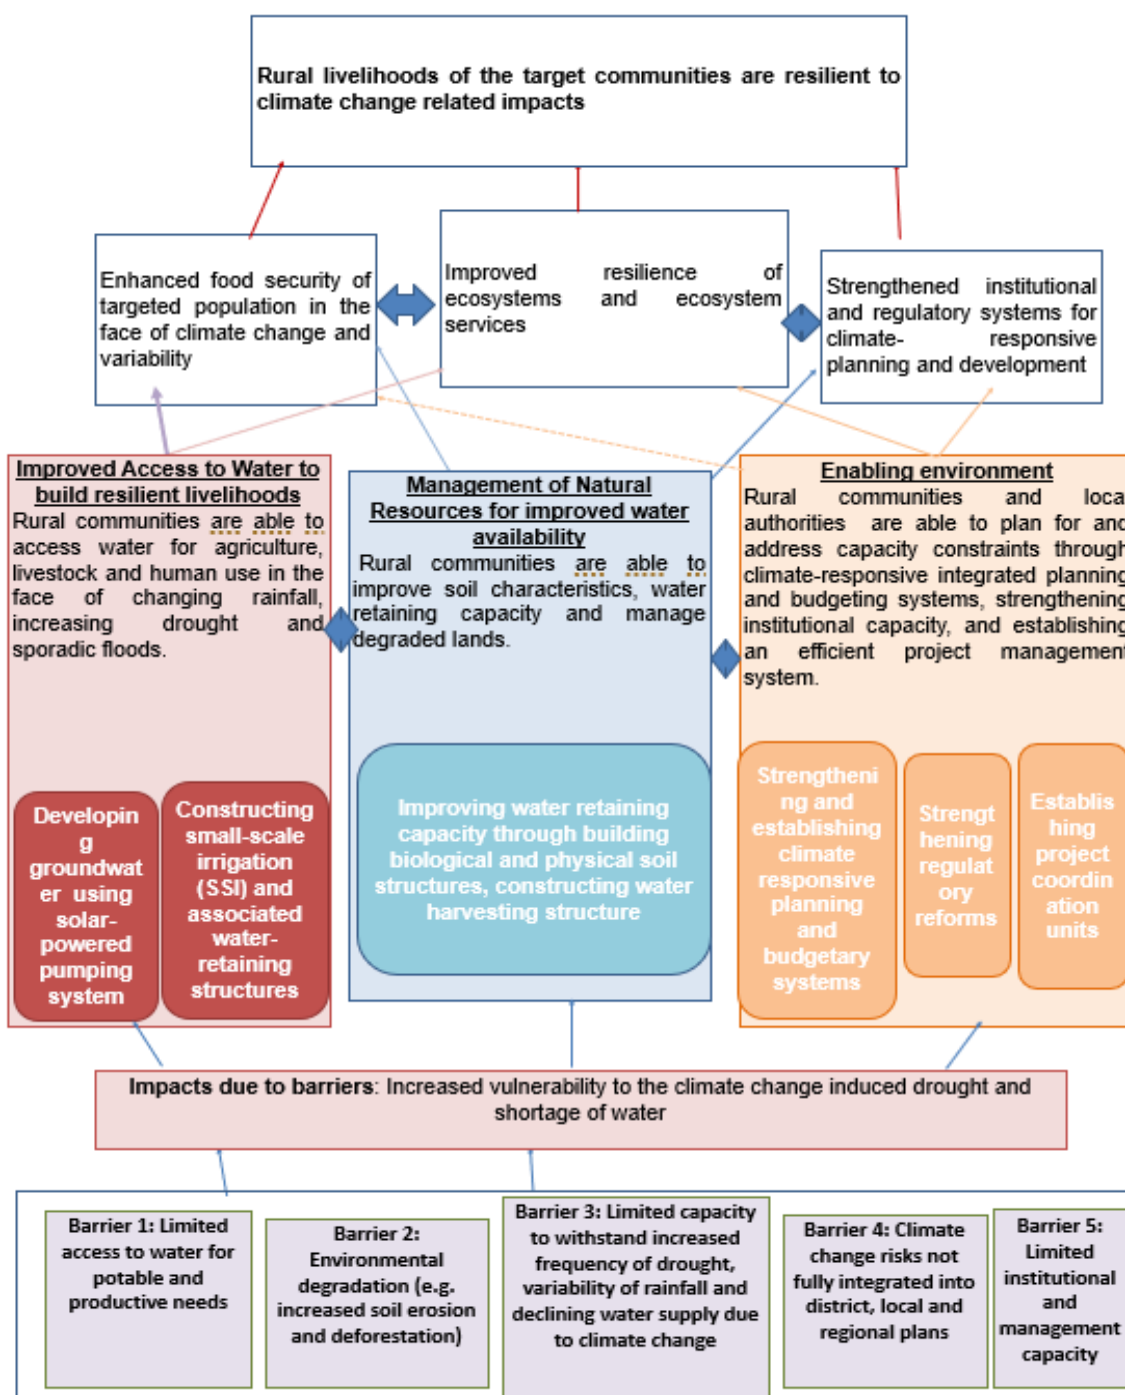 Rural livelihoods of the target communities are resilient to
climate change related impacts
Enhanced food security of
targeted population in the
face of climate change and
variability
Improved resilience of
ecosystems and ecosystem
services
Strengthened institutional
and regulatory systems for
climate- responsive
planning and development
Improved Access to Water to
build resilient livelihoods
Rural communities are able to
access water for agriculture,
livestock and human use in the
face of changing rainfall,
increasing drought and
sporadic floods.
Developin
g
groundwat
er using
solar-
powered
pumping
system
Constructing
small-scale
irrigation
(SSI) and
associated
water-
retaining
structures
Management of Natural
Resources for improved water
availability
Rural communities are able to
improve soil characteristics, water
retaining capacity and manage
degraded lands.
Improving water retaining
capacity through building
biological and physical soil
structures, constructing water
harvesting structure
Enabling environment
Rural communities and loca
authorities are able to plan for and
address capacity constraints through
climate-responsive integrated planning
and budgeting systems, strengthening
institutional capacity, and establishing
an efficient project management
system.
Strengtheni
ng and
establishing
climate
responsive
planning
and
budgetary
systems
Strengt
hening
regulat
ory
reforms
Establis
hing
project
coordin
ation
units
Impacts due to barriers: Increased vulnerability to the climate change induced drought and
shortage of water
Barrier 1: Limited
access to water for
potable and
productive needs
Barrier 2:
Environmental
degradation (e.g.
increased soil erosion
and deforestation)
Barrier 3: Limited capacity
to withstand increased
frequency of drought,
variability of rainfall and
declining water supply due
to climate change
Barrier 4: Climate
change risks not
fully integrated into
district, local and
regional plans
Barrier 5:
Limited
institutional
and
management
capacity